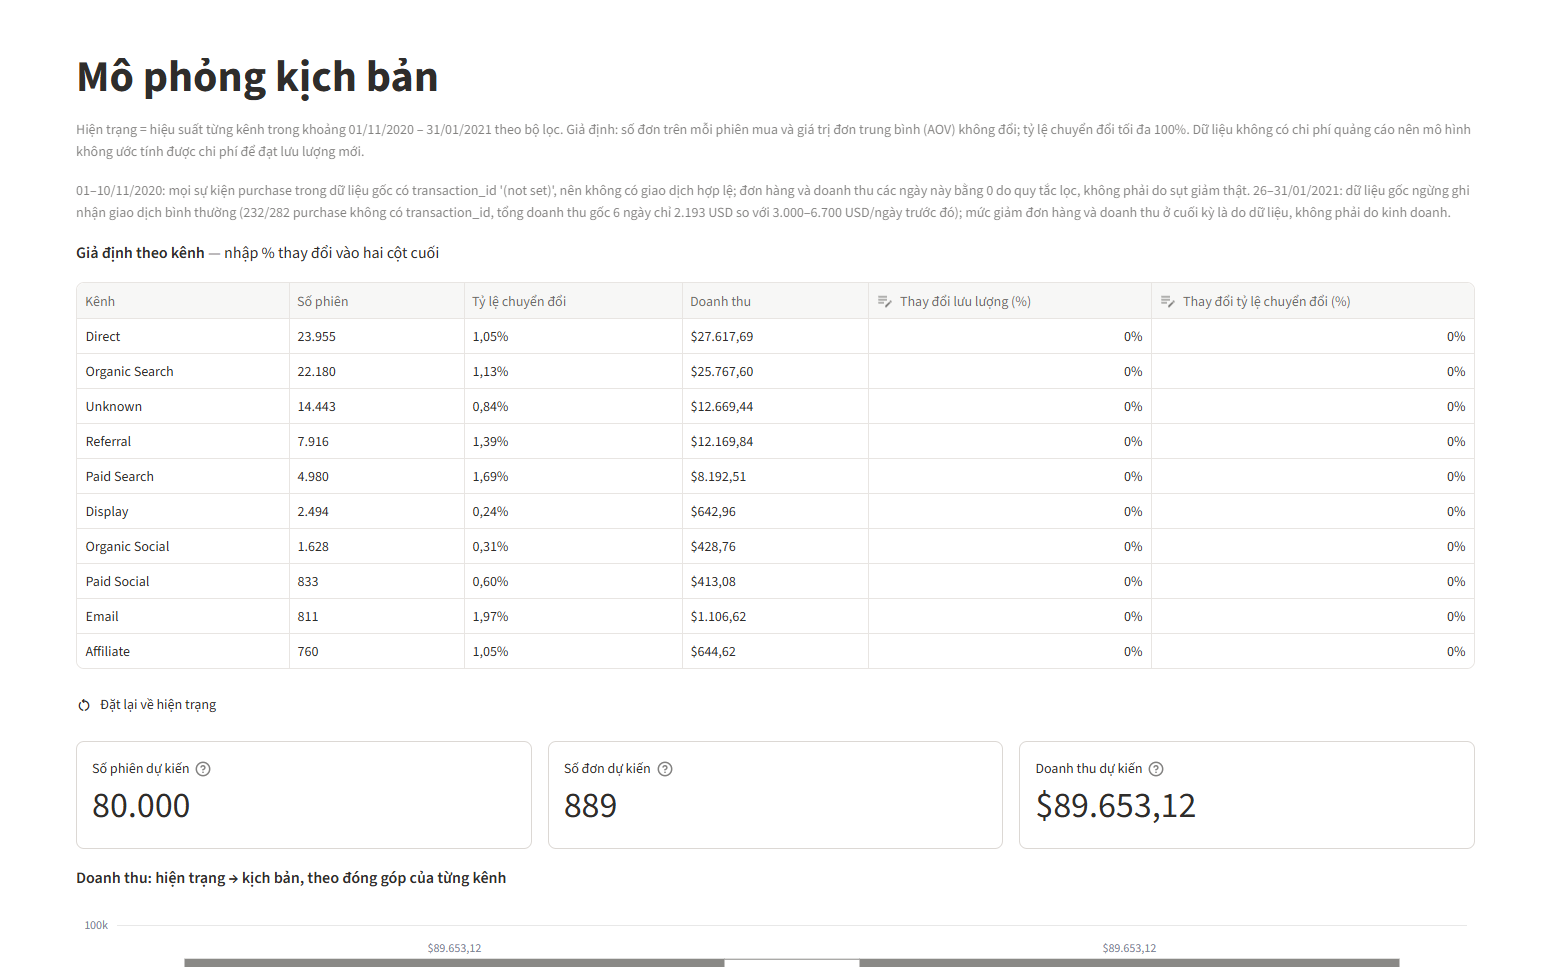 Mô phỏng kịch bản
Hiện trạng = hiệu suất từng kênh trong khoảng 01/11/2020 – 31/01/2021 theo bộ lọc. Giả định: số đơn trên mỗi phiên mua và giá trị đơn trung bình (AOV) không đổi; tỷ lệ chuyển đổi tối đa 100%. Dữ liệu không có chi phí quảng cáo nên mô hình
không ước tính được chi phí để đạt lưu lượng mới.
01–10/11/2020: mọi sự kiện purchase trong dữ liệu gốc có transaction_id '(not set)', nên không có giao dịch hợp lệ; đơn hàng và doanh thu các ngày này bằng 0 do quy tắc lọc, không phải do sụt giảm thật. 26–31/01/2021: dữ liệu gốc ngừng ghi
nhận giao dịch bình thường (232/282 purchase không có transaction_id, tổng doanh thu gốc 6 ngày chỉ 2.193 USD so với 3.000–6.700 USD/ngày trước đó); mức giảm đơn hàng và doanh thu ở cuối kỳ là do dữ liệu, không phải do kinh doanh.
Giả định theo kênh — nhập % thay đổi vào hai cột cuối
Kênh Số phiên Tỷ lệ chuyển đổi Doanh thu Thay đổi lưu lượng (%) Thay đổi tỷ lệ chuyển đổi (%)
Direct 23.955 1,05% $27.617,69 0% 0%
Organic Search 22.180 1,13% $25.767,60 0% 0%
Unknown 14.443 0,84% $12.669,44 0% 0%
Referral 7.916 1,39% $12.169,84 0% 0%
Paid Search 4.980 1,69% $8.192,51 0% 0%
Display 2.494 0,24% $642,96 0% 0%
Organic Social 1.628 0,31% $428,76 0% 0%
Paid Social 833 0,60% $413,08 0% 0%
Email 811 1,97% $1.106,62 0% 0%
Affiliate 760 1,05% $644,62 0% 0%
Đặt lại về hiện trạng
Số phiên dự kiến Số đơn dự kiến Doanh thu dự kiến
80.000 889 $89.653,12
Doanh thu: hiện trạng → kịch bản, theo đóng góp của từng kênh
100k
$89.653,12 $89.653,12